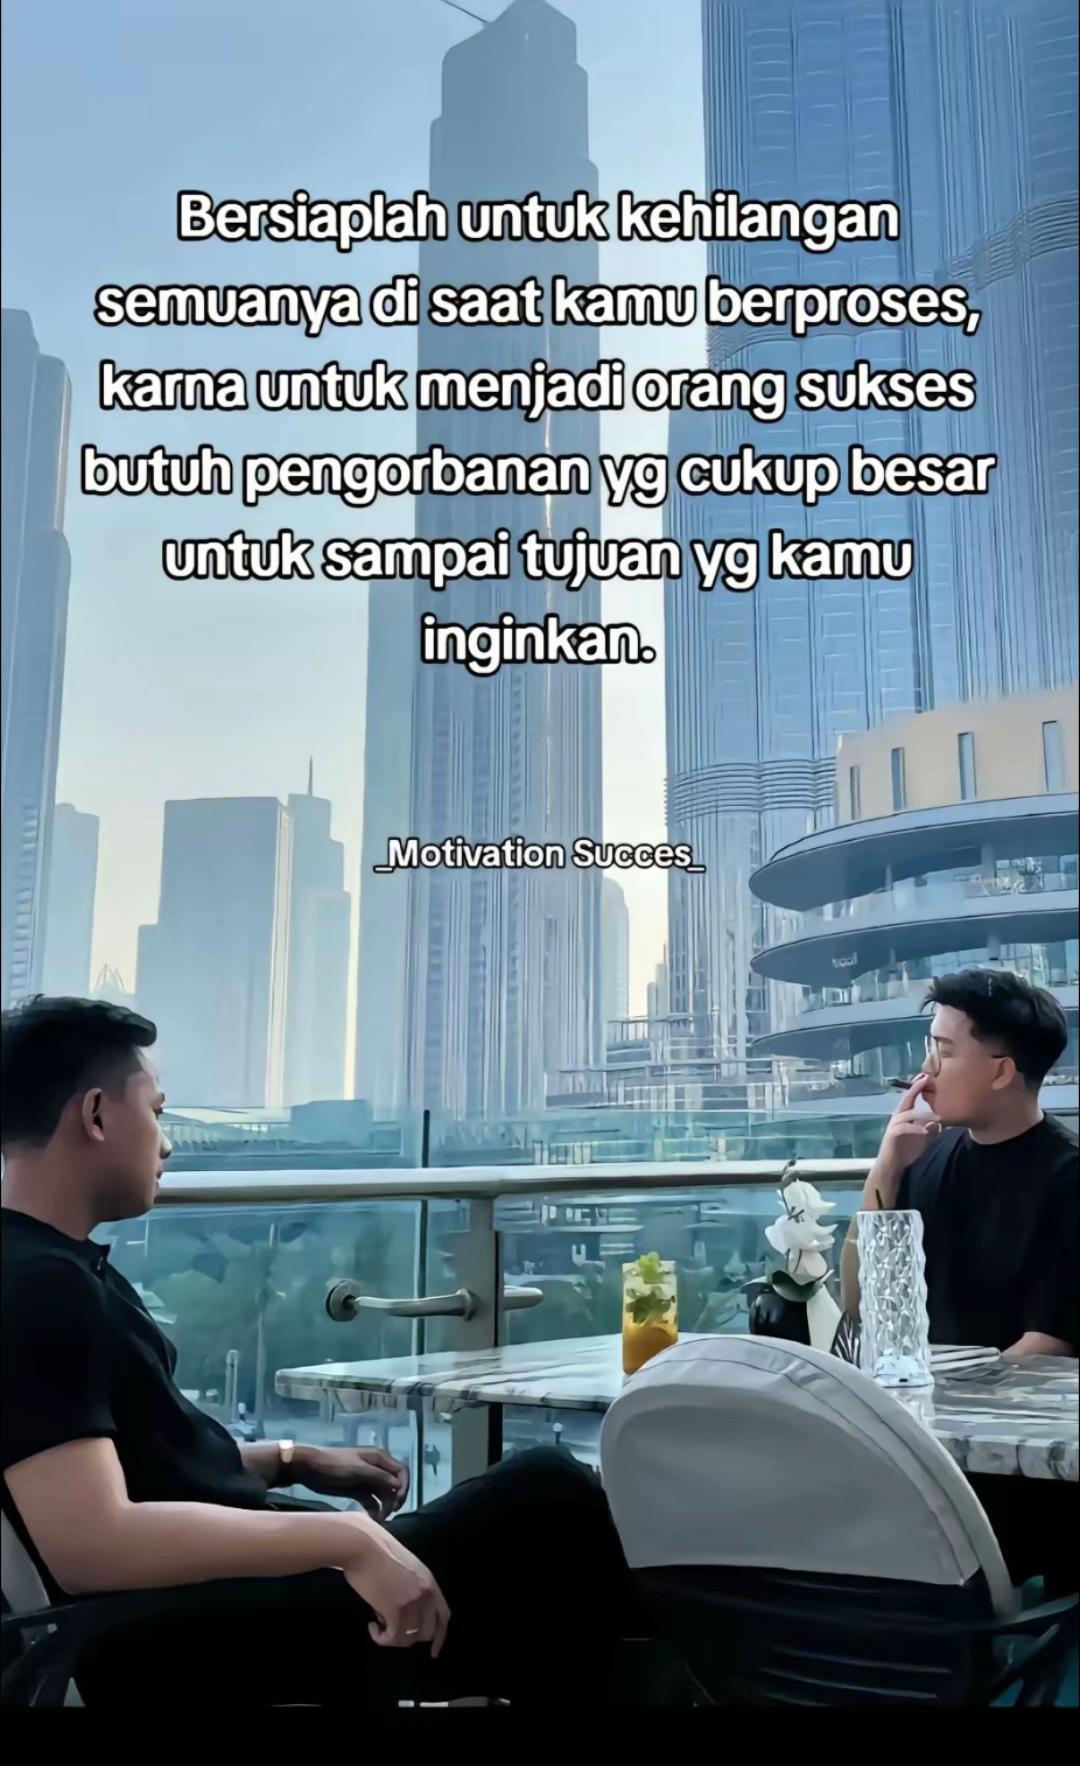 Bersiaplah untuk kehilangan
semuanya di saat kamu berproses,
karna untuk menjadi orang sukses
butuh pengorbanan yg cukup besar
untuk sampai tujuan yg kamu
inginkan.
_Motivation Succes_